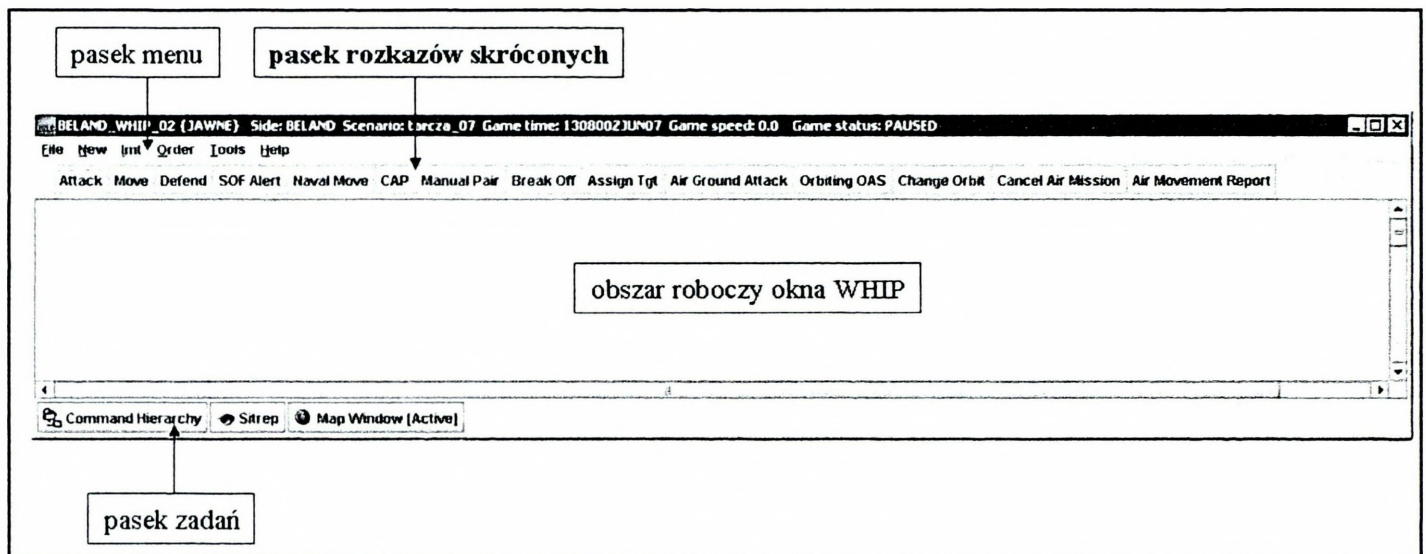 pasek menu
pasek rozkazów skróconych
BELAND_WHIP_02 {JAWNE} Side: BELAND Scenario: tarcza_07 Game time: 130800ZJUN07 Game speed: 0.0 Game status: PAUSED
File New Imt Order Tools Help
Attack Move Defend SOF Alert Naval Move CAP Manual Pair Break Off Assign Tgt Air Ground Attack Orbiting OAS Change Orbit Cancel Air Mission Air Movement Report
obszar roboczy okna WHIP
Command Hierarchy Sitrep Map Window [Active]
pasek zadań